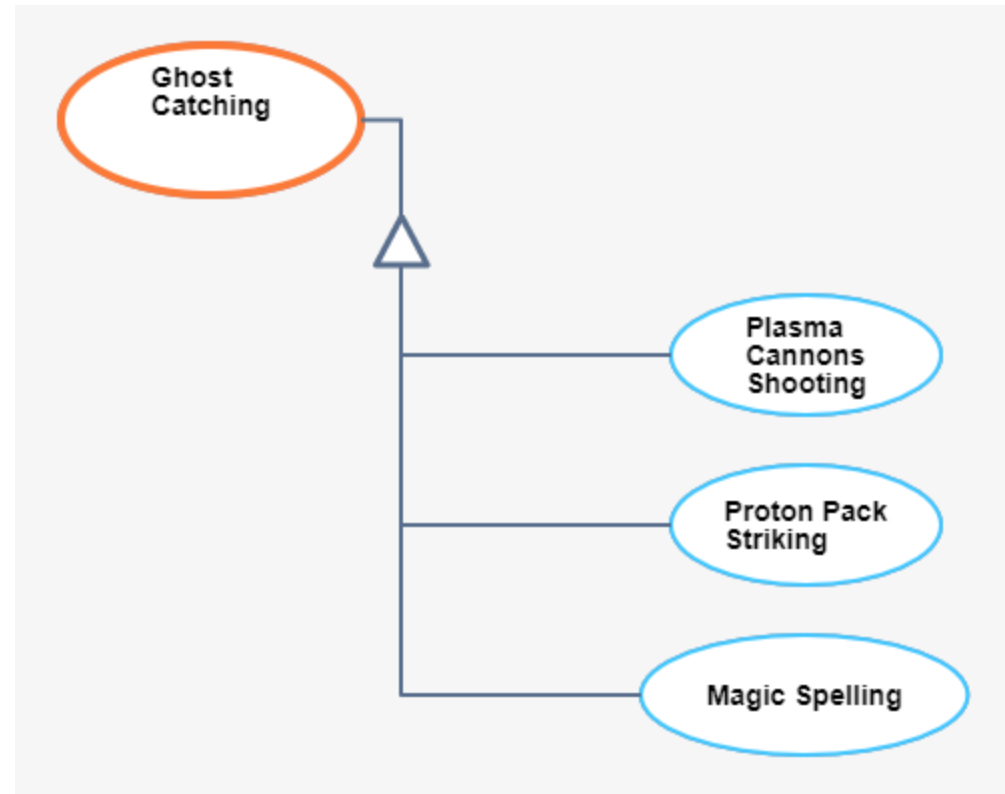 Ghost
Catching
Plasma
Cannons
Shooting
Proton Pack
Striking
Magic Spelling